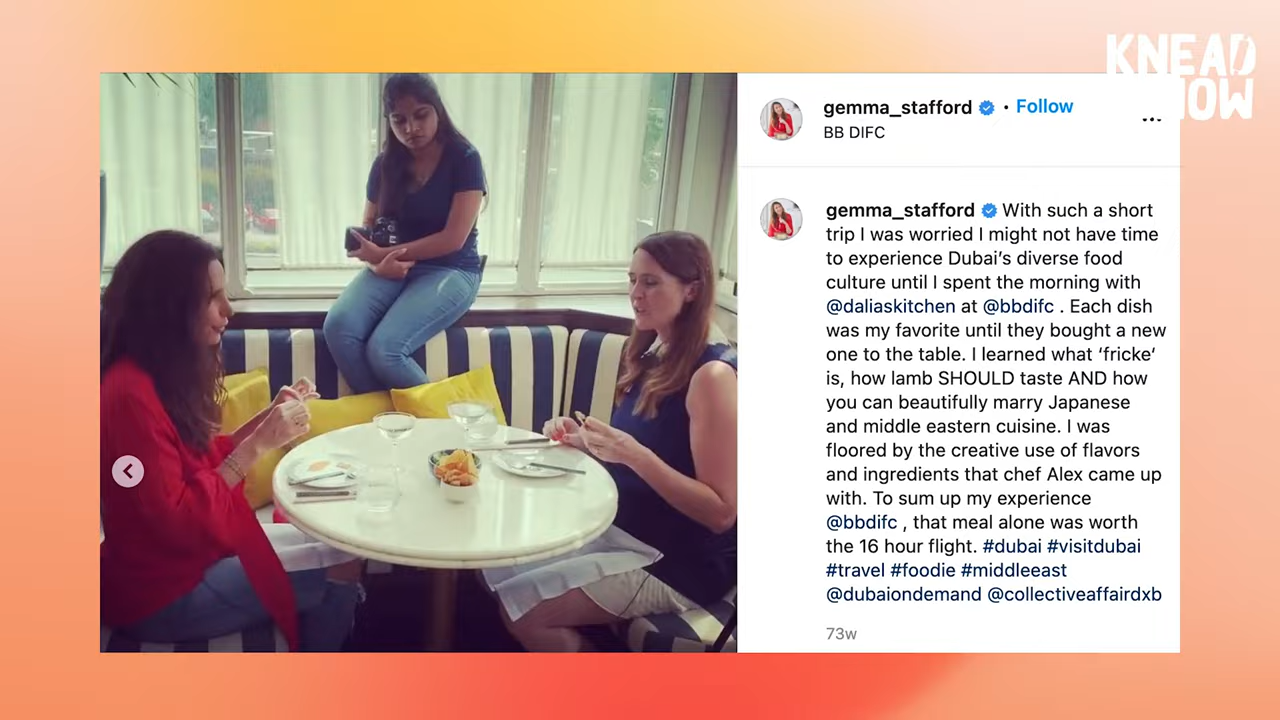 KNEAD
NOW
gemma_stafford • Follow
BB DIFC
...
gemma_stafford With such a short
trip I was worried I might not have time
to experience Dubai’s diverse food
culture until I spent the morning with
@daliaskitchen at @bbdifc . Each dish
was my favorite until they bought a new
one to the table. I learned what ‘fricke’
is, how lamb SHOULD taste AND how
you can beautifully marry Japanese
and middle eastern cuisine. I was
floored by the creative use of flavors
and ingredients that chef Alex came up
with. To sum up my experience
@bbdifc , that meal alone was worth
the 16 hour flight. #dubai #visitdubai
#travel #foodie #middleeast
@dubaiondemand @collectiveaffairdxb
73w